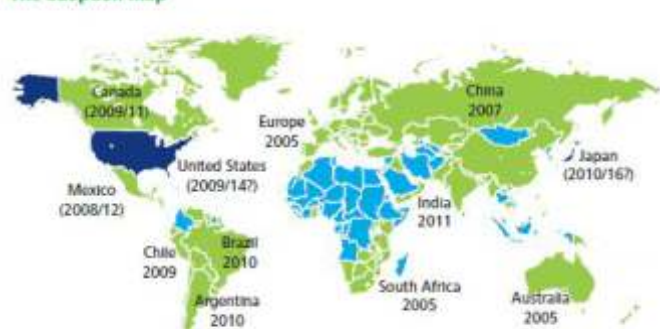 Canada
(2009/11)
China
2007
Europe
2005
United States
(2009/14?)
Japan
(2010/16?)
Mexico
(2008/12)
India
2011
Chile
2009
Brazil
2010
South Africa
2005
Argentina
2010
Australia
2005